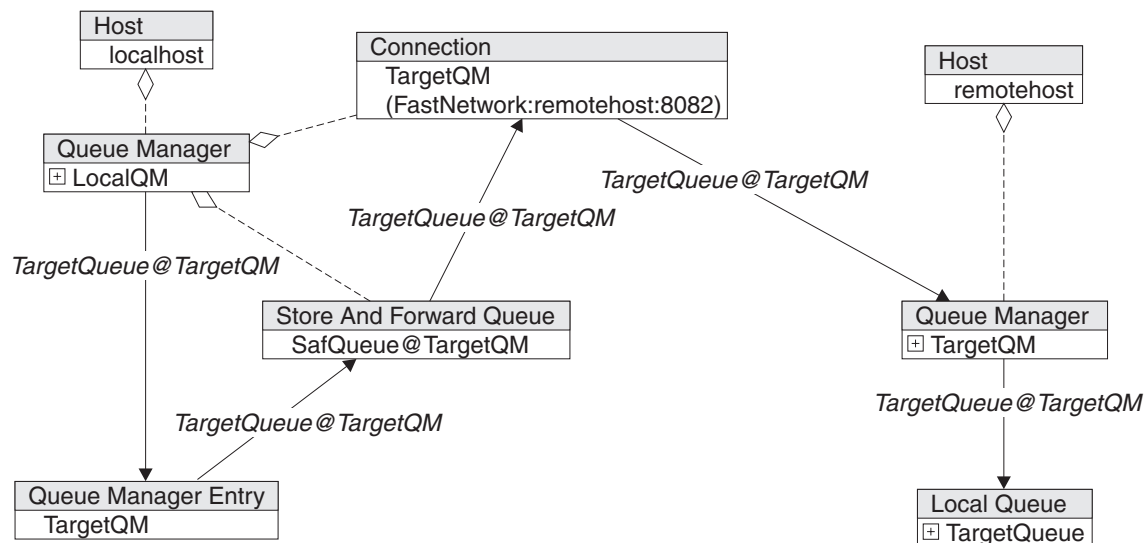 Host
localhost
Connection
TargetQM
(FastNetwork:remotehost:8082)
Host
remotehost
Queue Manager
LocalQM
TargetQueue@TargetQM
TargetQueue@TargetQM
TargetQueue@TargetQM
Store And Forward Queue
SafQueue@TargetQM
Queue Manager
TargetQM
TargetQueue@TargetQM
TargetQueue@TargetQM
Queue Manager Entry
TargetQM
Local Queue
TargetQueue